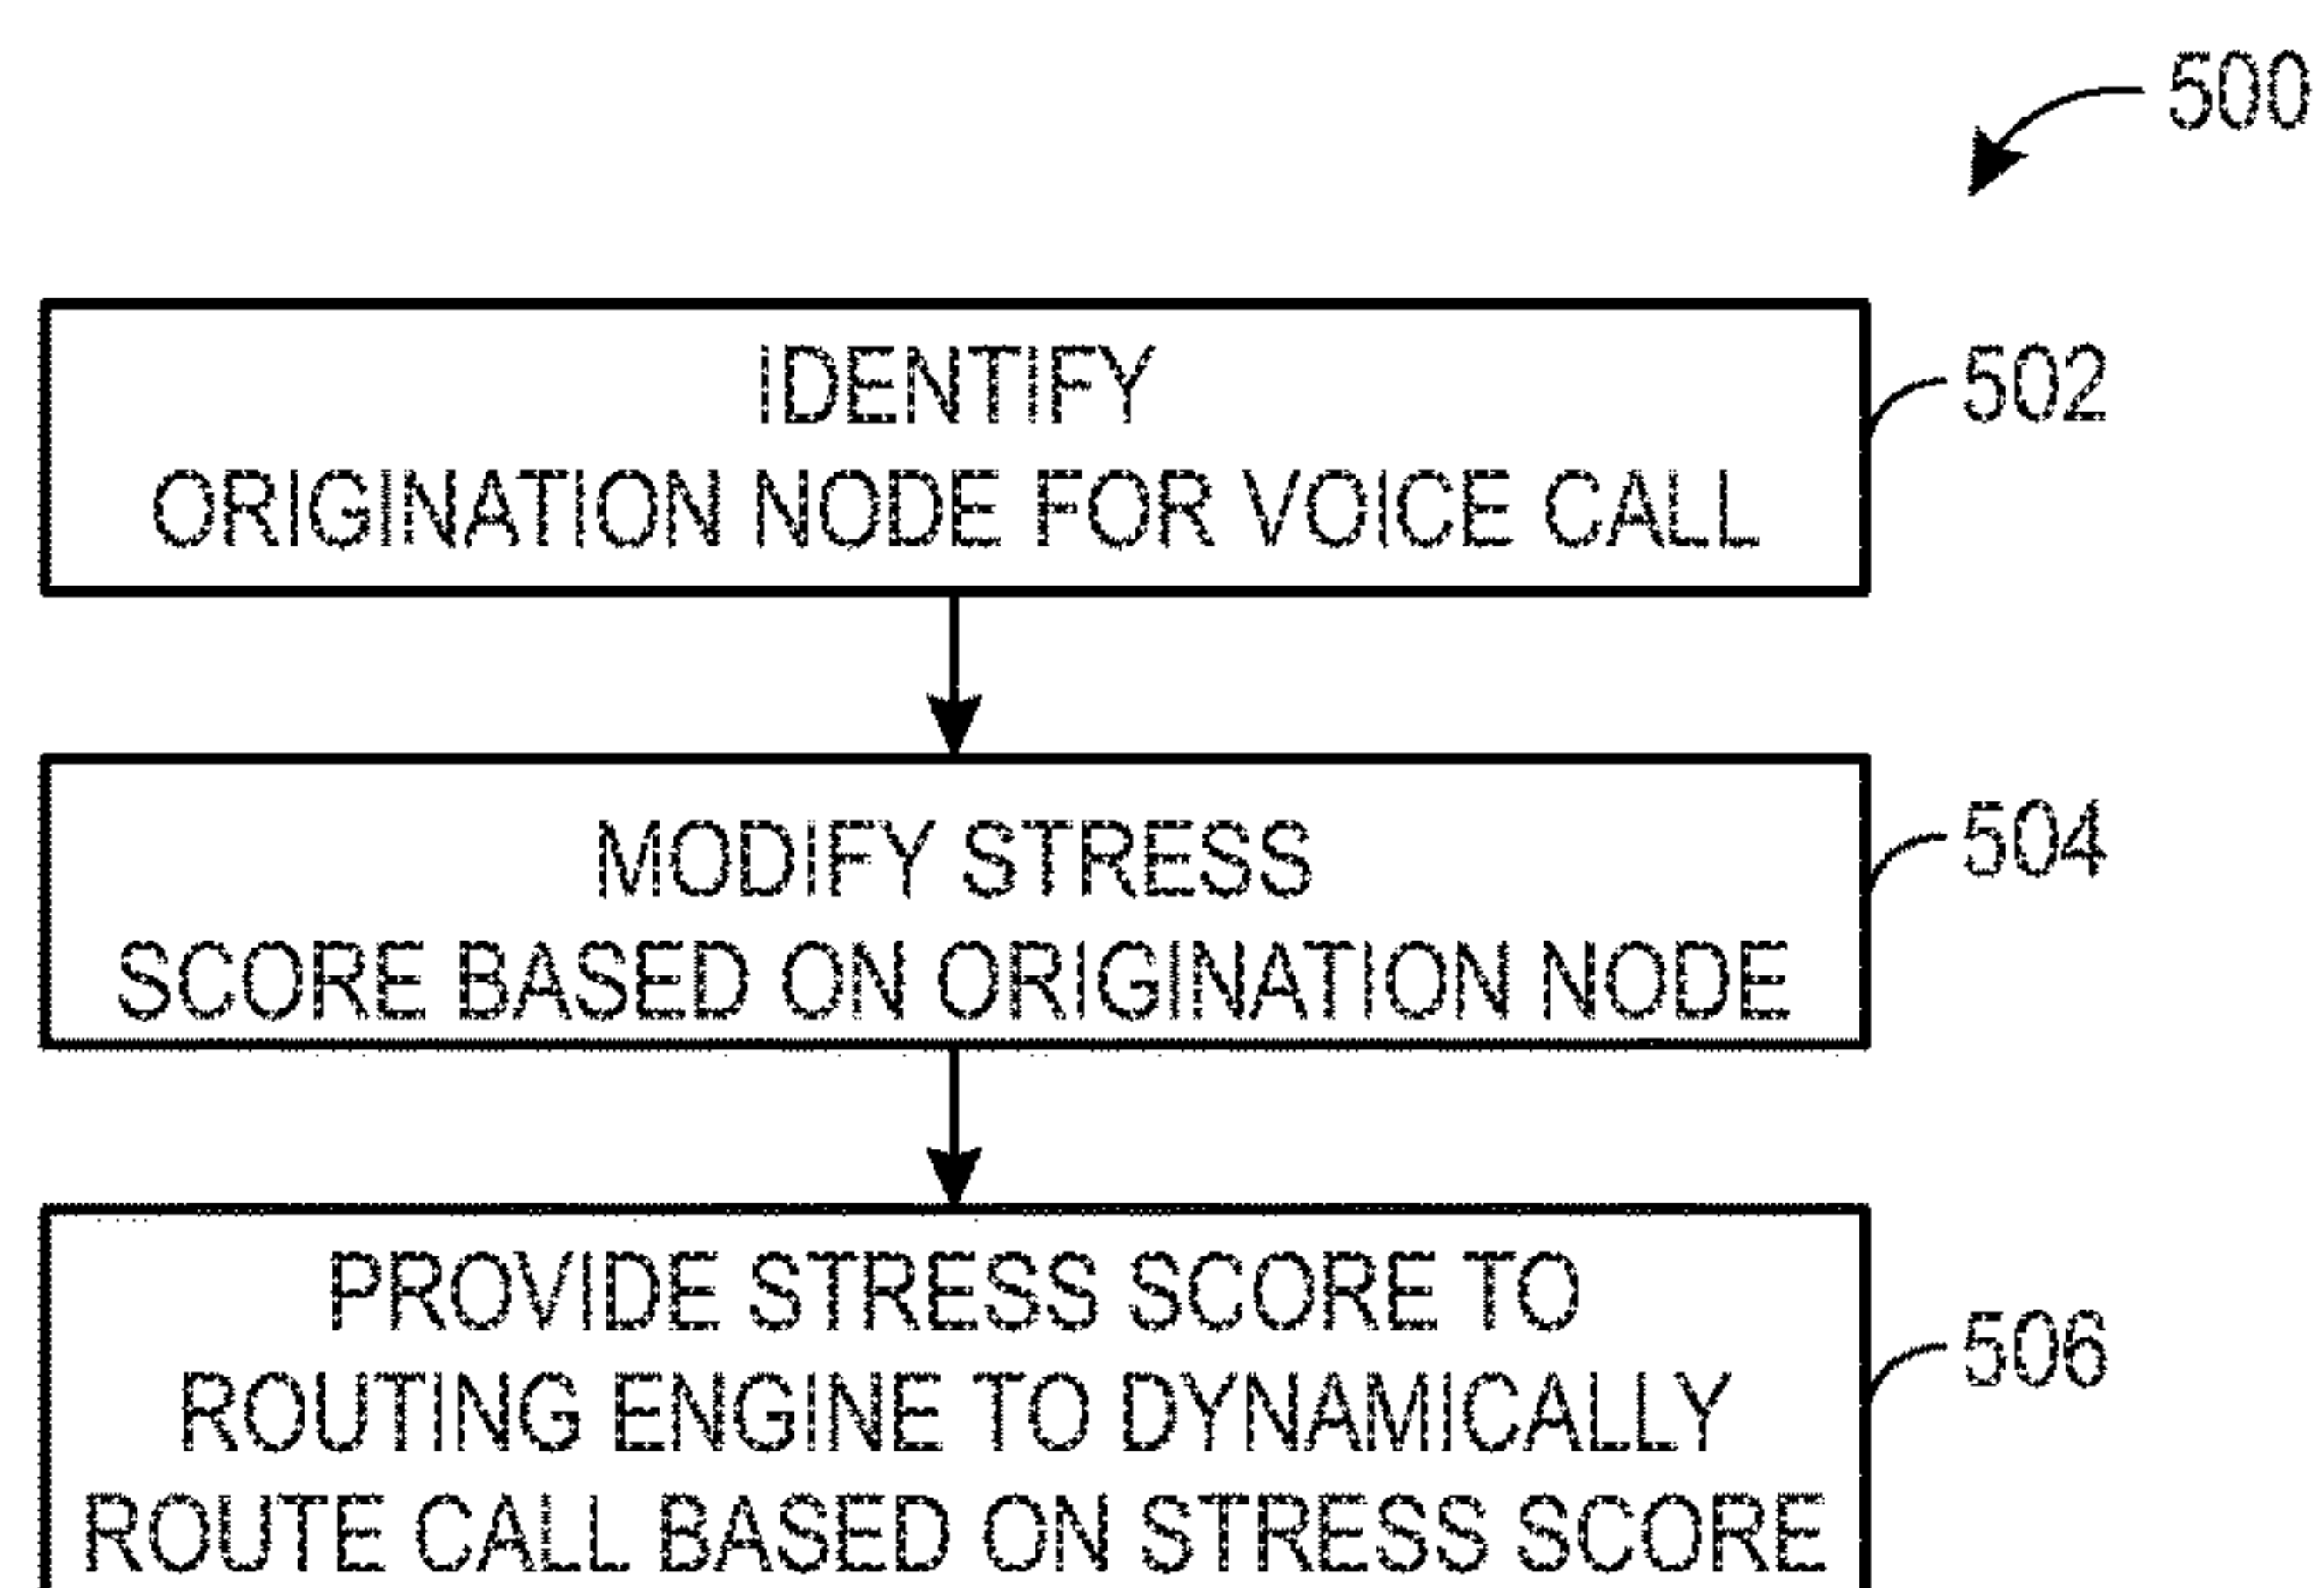 500
IDENTIFY
ORIGINATION NODE FOR VOICE CALL
502
MODIFY STRESS
SCORE BASED ON ORIGINATION NODE
504
PROVIDE STRESS SCORE TO
ROUTING ENGINE TO DYNAMICALLY
ROUTE CALL BASED ON STRESS SCORE
506